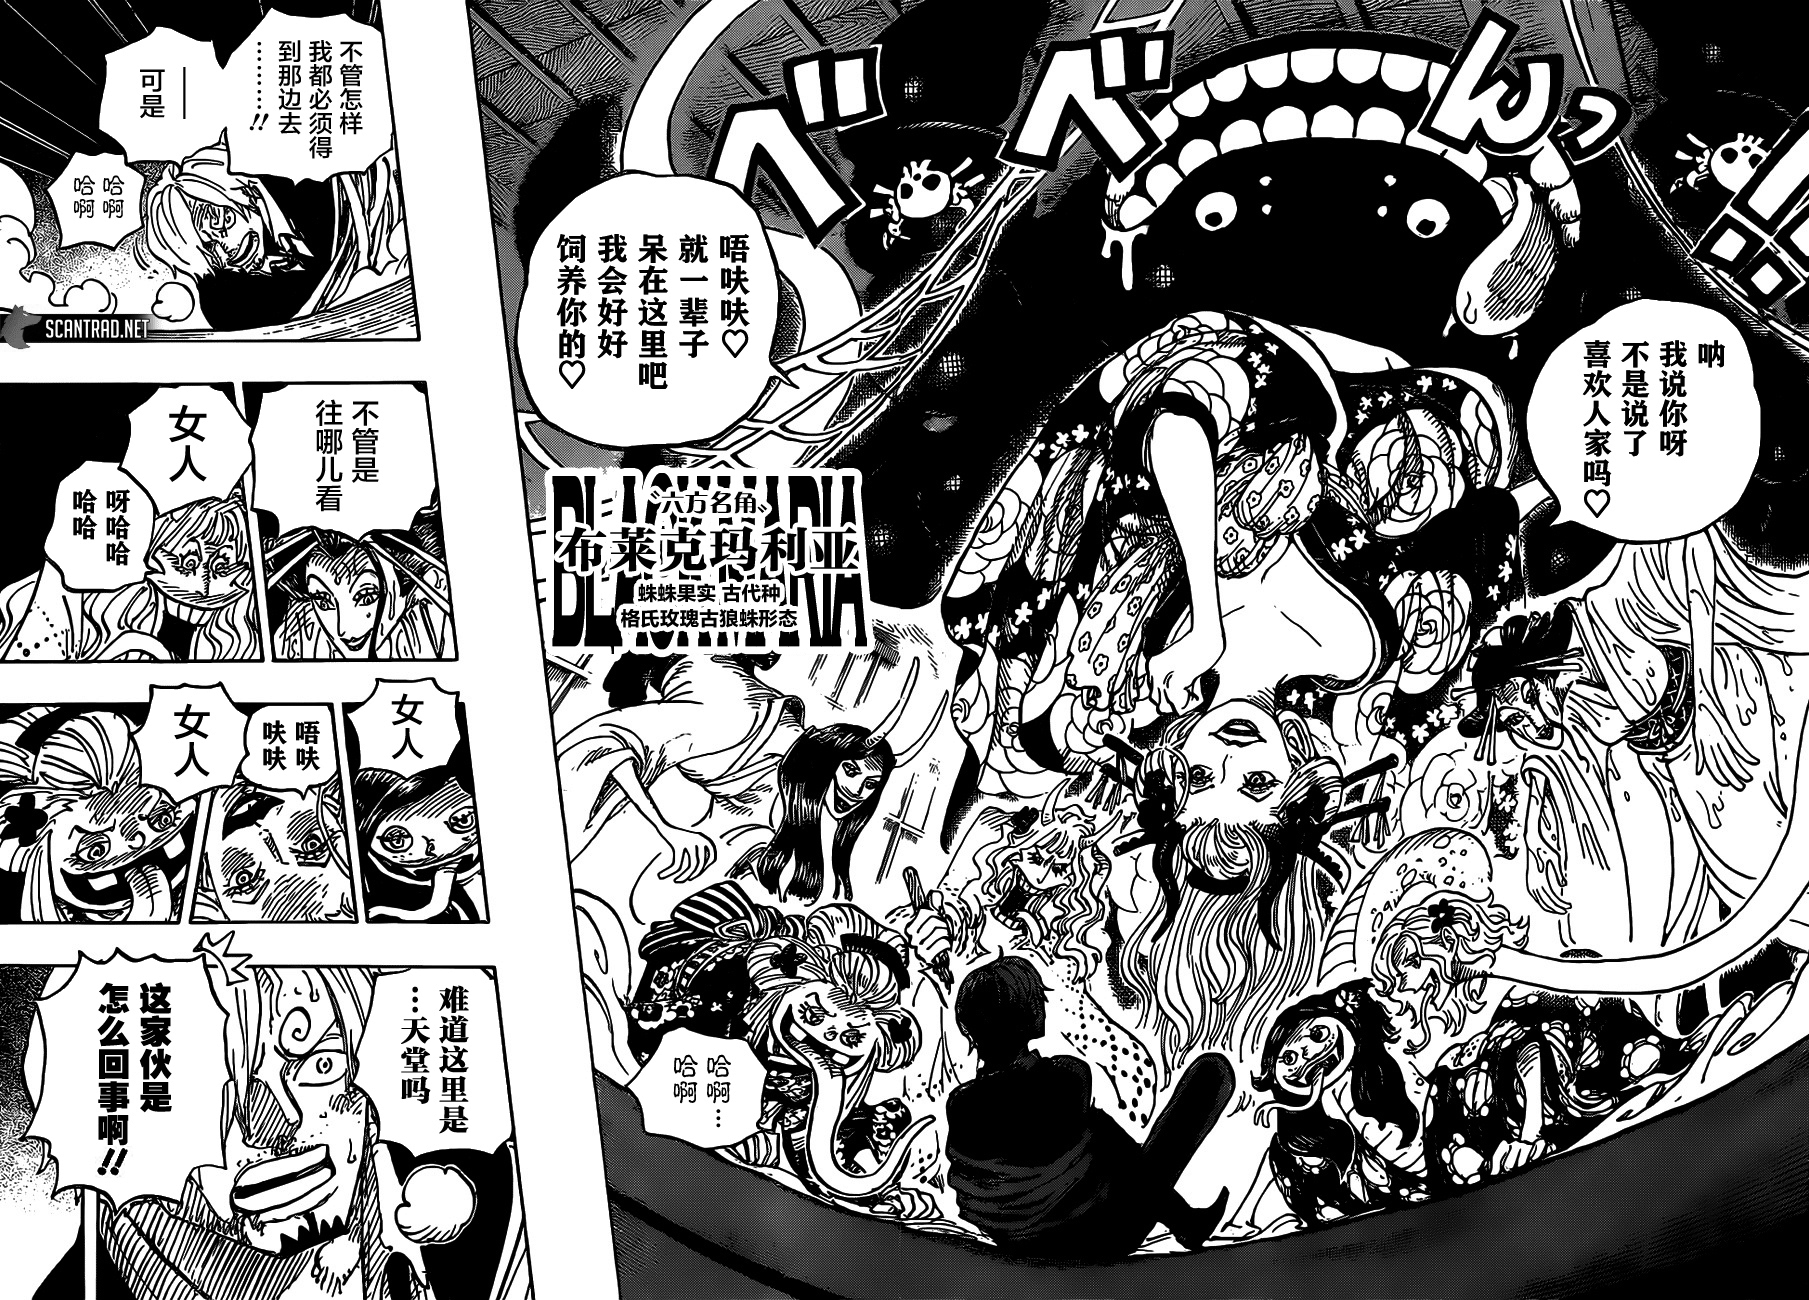 呐
我说你呀
不是说了
喜欢人家吗♡
べべんっ!!
唔呋呋♡
就一辈子
呆在这里吧
我会好好
饲养你的♡
BLACK MARIA
〝六方名角〟
布莱克玛利亚
蛛蛛果实 古代种
格氏玫瑰古狼蛛形态
哈啊…
哈啊
不管怎样
我都必须得
到那边去
………!!
可是
——
哈啊
哈啊
SCANTRAD.NET
不管是
往哪儿看
女人
呀哈哈
哈哈
女人
唔呋
呋呋
女人
难道这里是
…天堂吗
这家伙是
怎么回事啊!!